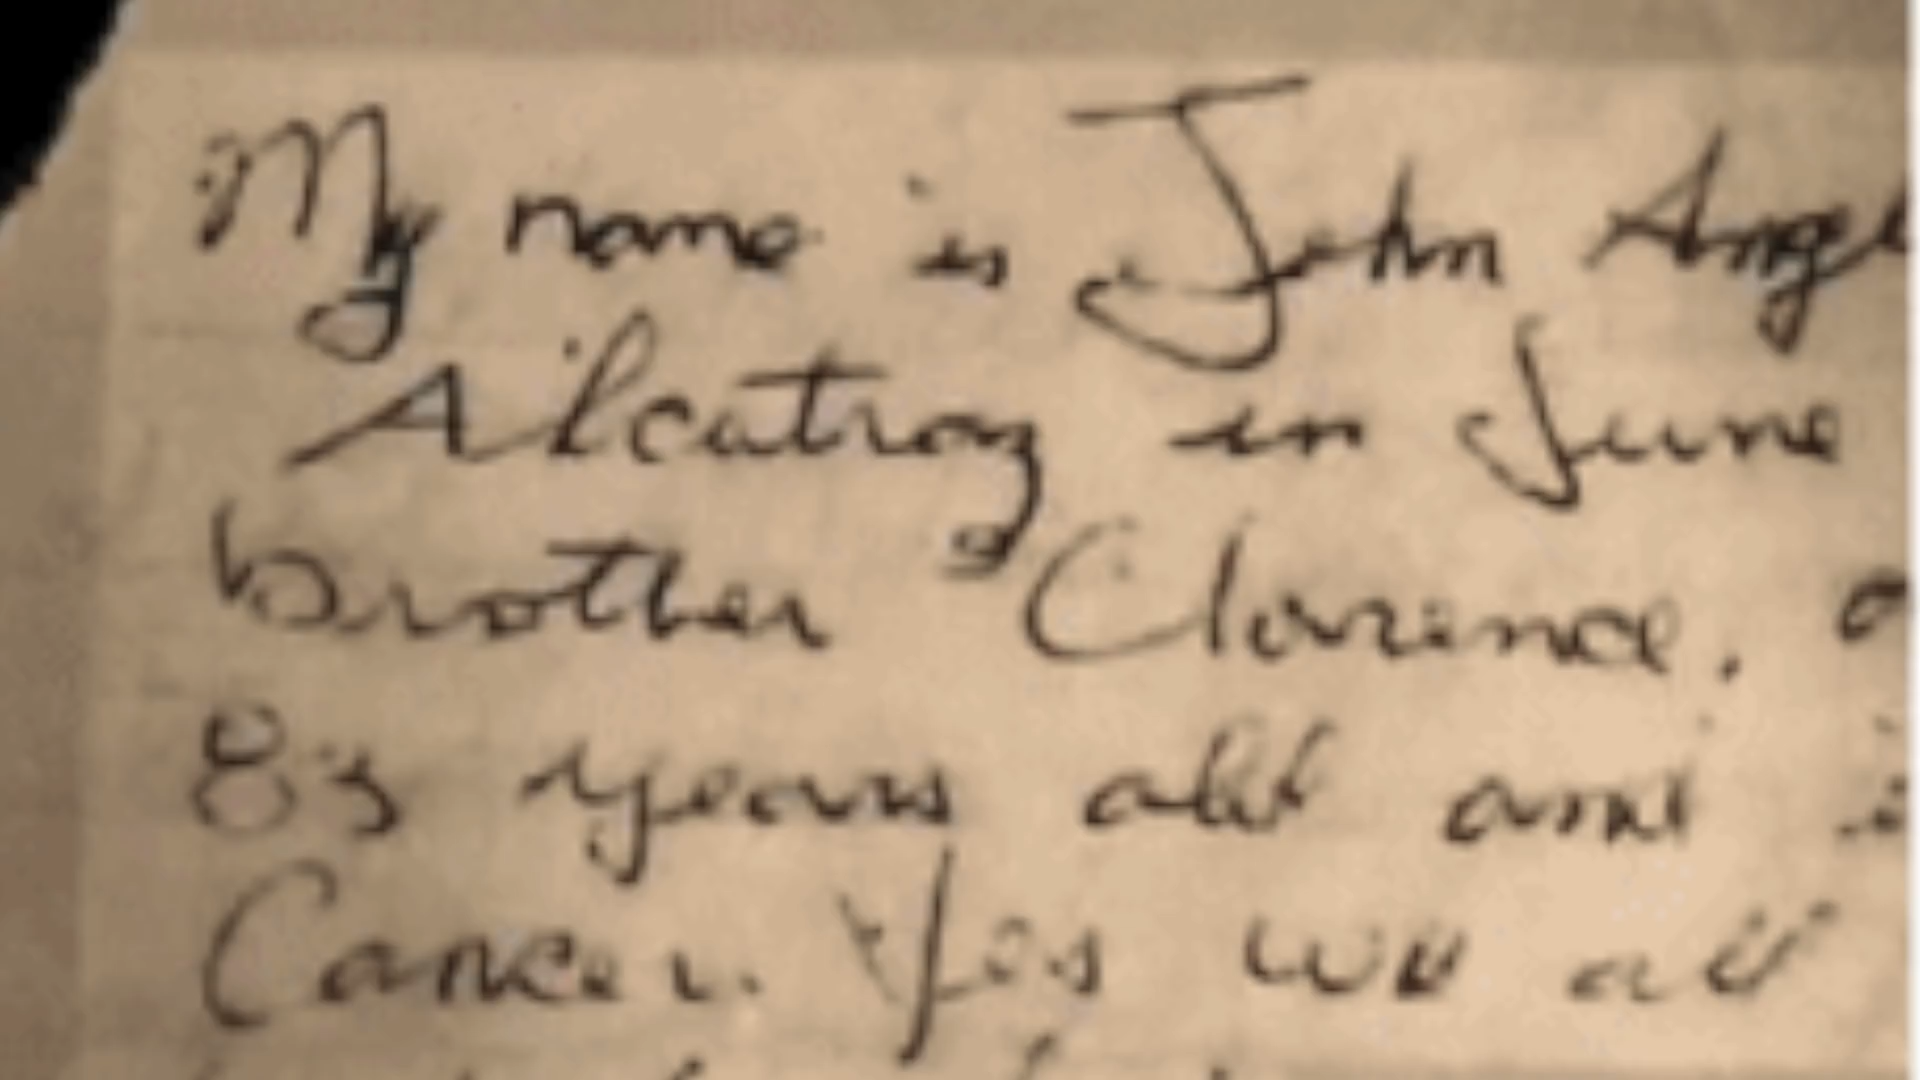 My name is John Angl
Alcatraz in June
brother Clarence.
83 years old and i
Cancer. Yes we all